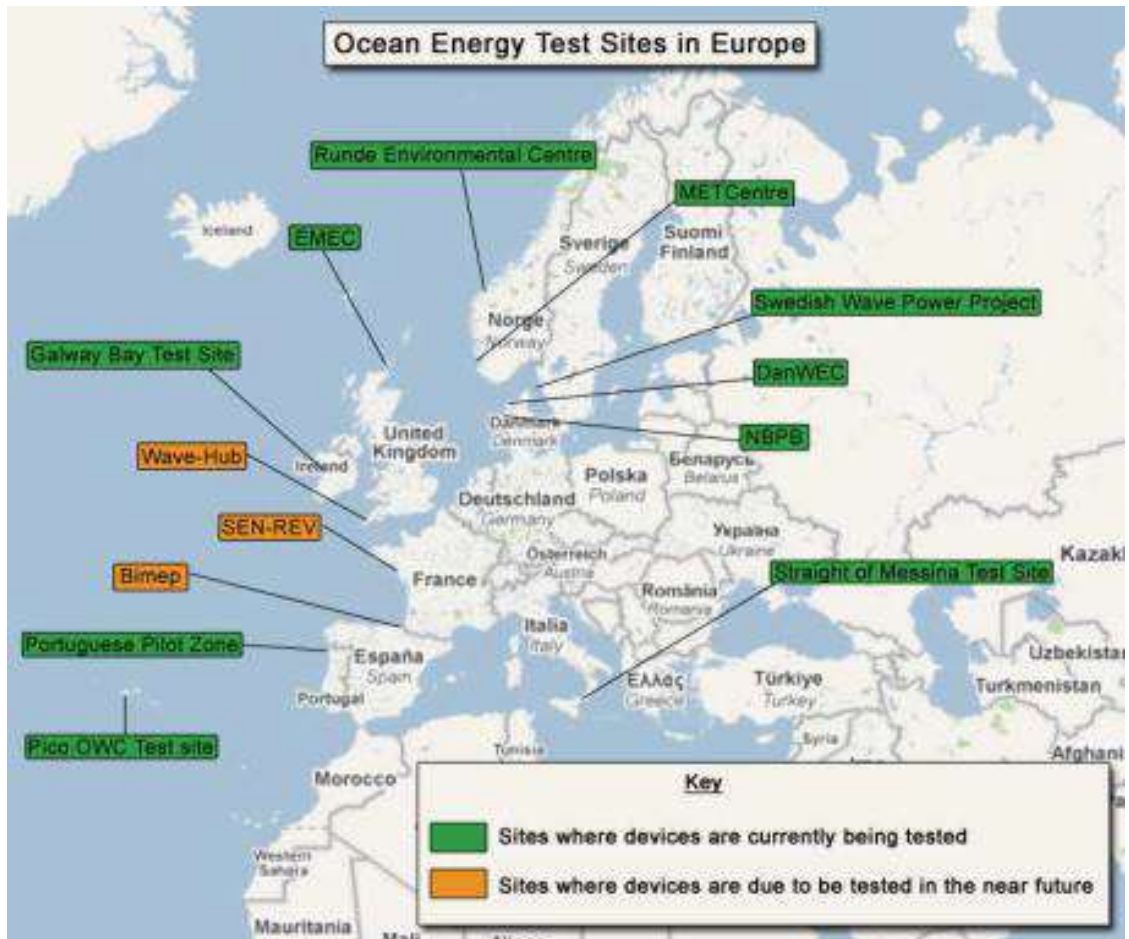 Ocean Energy Test Sites in Europe
Runde Environmental Centre
METCentre
Iceland
EMEC
Sverige
Sweden
Suomi
Finland
Swedish Wave Power Project
Norge
Norway
Galway Bay Test Site
DanWEC
Danmark
Denmark
NBPB
United
Kingdom
Wave-Hub
Ireland
Polska
Poland
Беларусь
Belarus
Deutschland
Germany
SEN-REV
Україна
Ukraine
Österreich
Austria
Kazakh
Bimep
France
Straight of Messina Test Site
România
Romania
Italia
Italy
Portuguese Pilot Zone
España
Spain
Portugal
Ελλάς
Greece
Türkiye
Turkey
Uzbekistan
Turkmenistan
Pico OWC Test site
Tunisia
Syria
Afghani
Morocco
Key
Sites where devices are currently being tested
Sites where devices are due to be tested in the near future
Western
Sahara
Mauritania
Mali